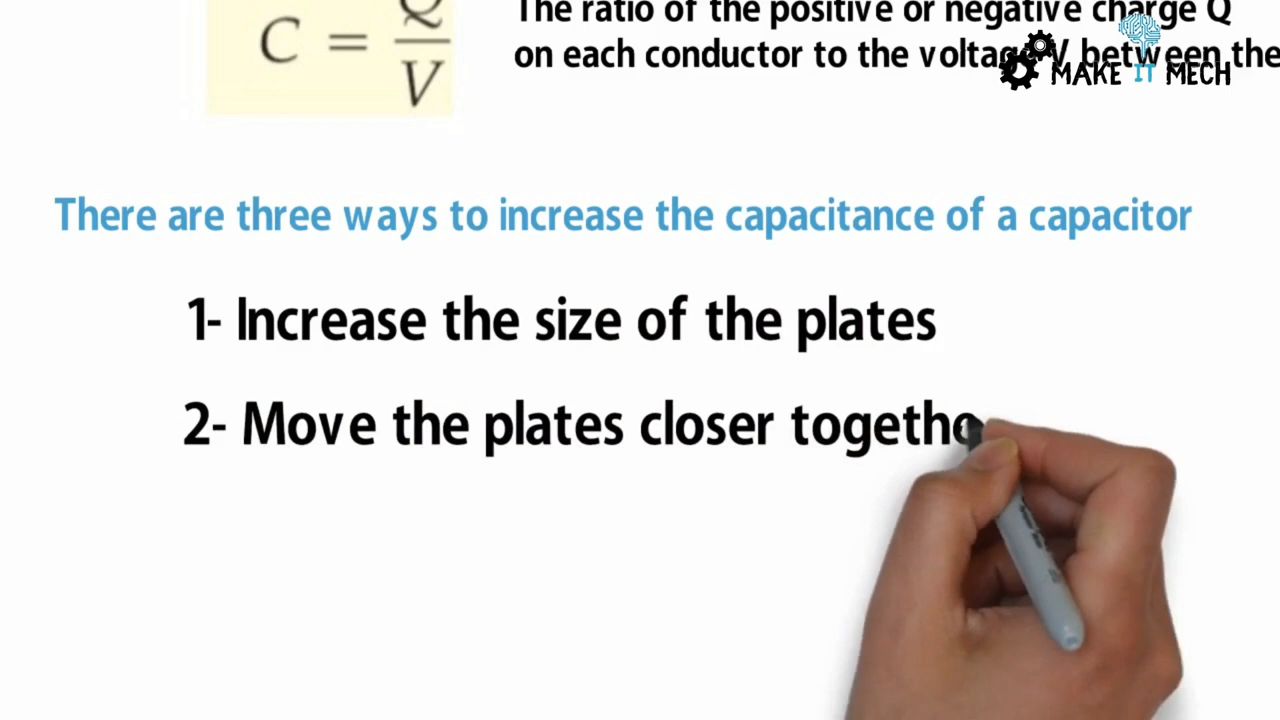 C = Q/V
The ratio of the positive or negative charge Q
on each conductor to the voltage V between the
MAKE IT MECH
There are three ways to increase the capacitance of a capacitor
1- Increase the size of the plates
2- Move the plates closer togethe